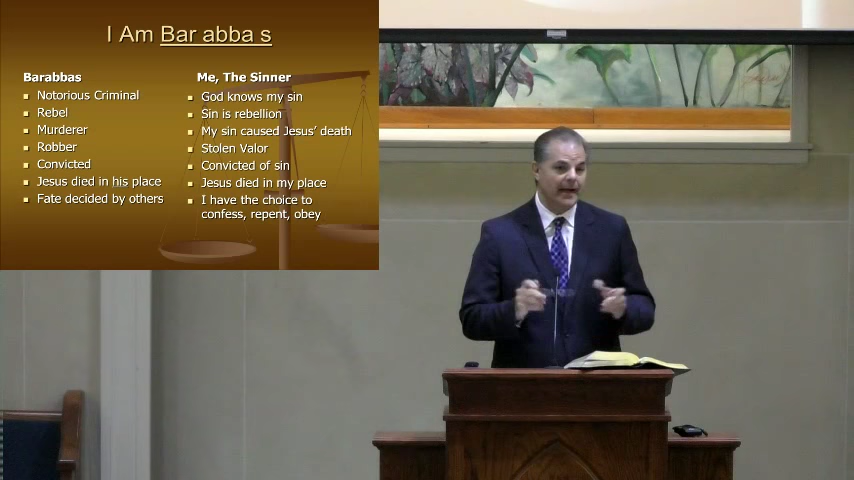 I Am Bar abba s
Barabbas
Notorious Criminal
Rebel
Murderer
Robber
Convicted
Jesus died in his place
Fate decided by others
Me, The Sinner
God knows my sin
Sin is rebellion
My sin caused Jesus' death
Stolen Valor
Convicted of sin
Jesus died in my place
I have the choice to
confess, repent, obey